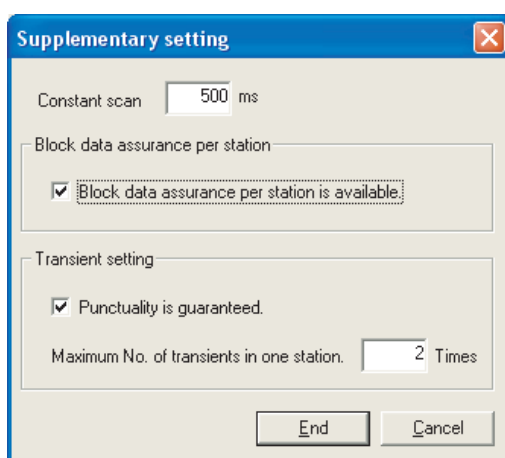 Supplementary setting
Constant scan 500 ms
Block data assurance per station
Block data assurance per station is available.
Transient setting
Punctuality is guaranteed.
Maximum No. of transients in one station. 2 Times
End Cancel